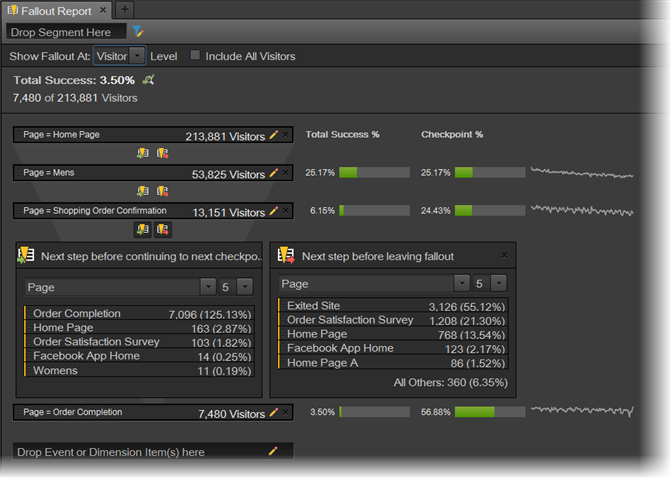 Fallout Report
Drop Segment Here
Show Fallout At: Visitor Level Include All Visitors
Total Success: 3.50%
7,480 of 213,881 Visitors
Page = Home Page 213,881 Visitors Total Success % Checkpoint %
Page = Mens 53,825 Visitors 25.17% 25.17%
Page = Shopping Order Confirmation 13,151 Visitors 6.15% 24.43%
Next step before continuing to next checkpo..
Page 5
Order Completion 7,096 (125.13%)
Home Page 163 (2.87%)
Order Satisfaction Survey 103 (1.82%)
Facebook App Home 14 (0.25%)
Womens 11 (0.19%)
Next step before leaving fallout
Page 5
Exited Site 3,126 (55.12%)
Order Satisfaction Survey 1,208 (21.30%)
Home Page 768 (13.54%)
Facebook App Home 123 (2.17%)
Home Page A 86 (1.52%)
All Others: 360 (6.35%)
Page = Order Completion 7,480 Visitors 3.50% 56.88%
Drop Event or Dimension Item(s) here